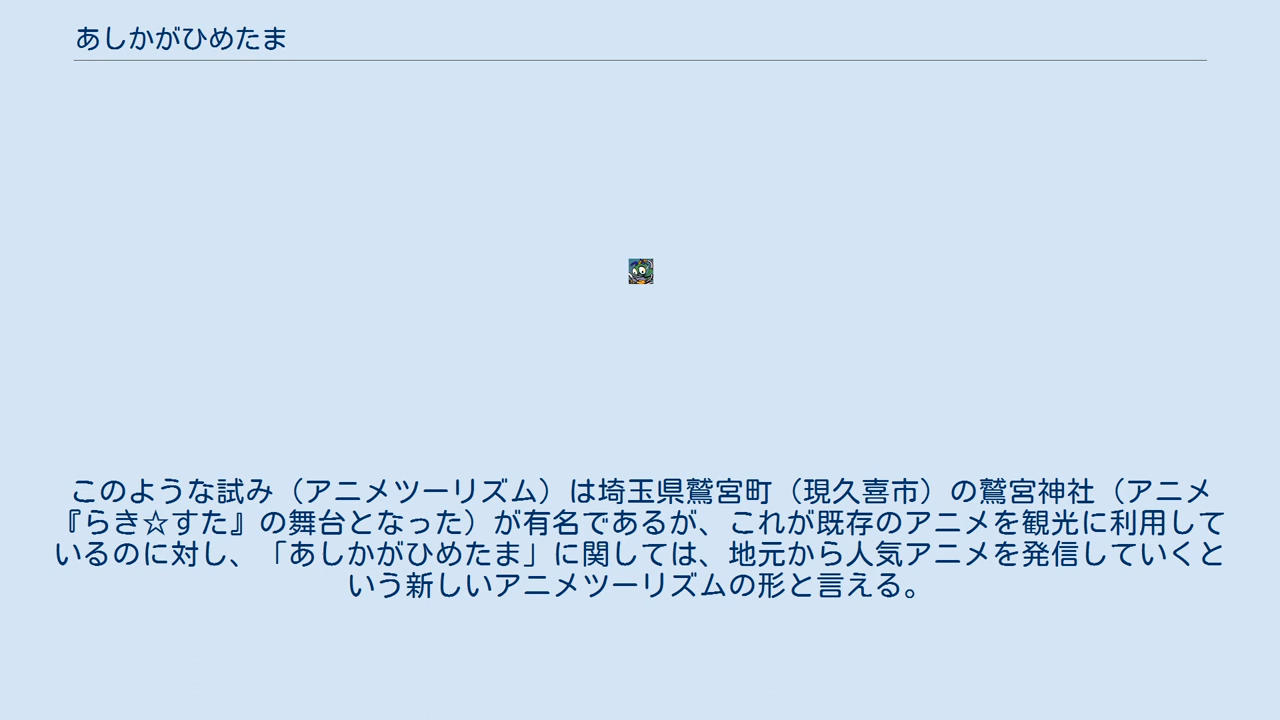 あしかがひめたま
このような試み（アニメツーリズム）は埼玉県鷲宮町（現久喜市）の鷲宮神社（アニメ
『らき☆すた』の舞台となった）が有名であるが、これが既存のアニメを観光に利用して
いるのに対し、「あしかがひめたま」に関しては、地元から人気アニメを発信していくと
いう新しいアニメツーリズムの形と言える。